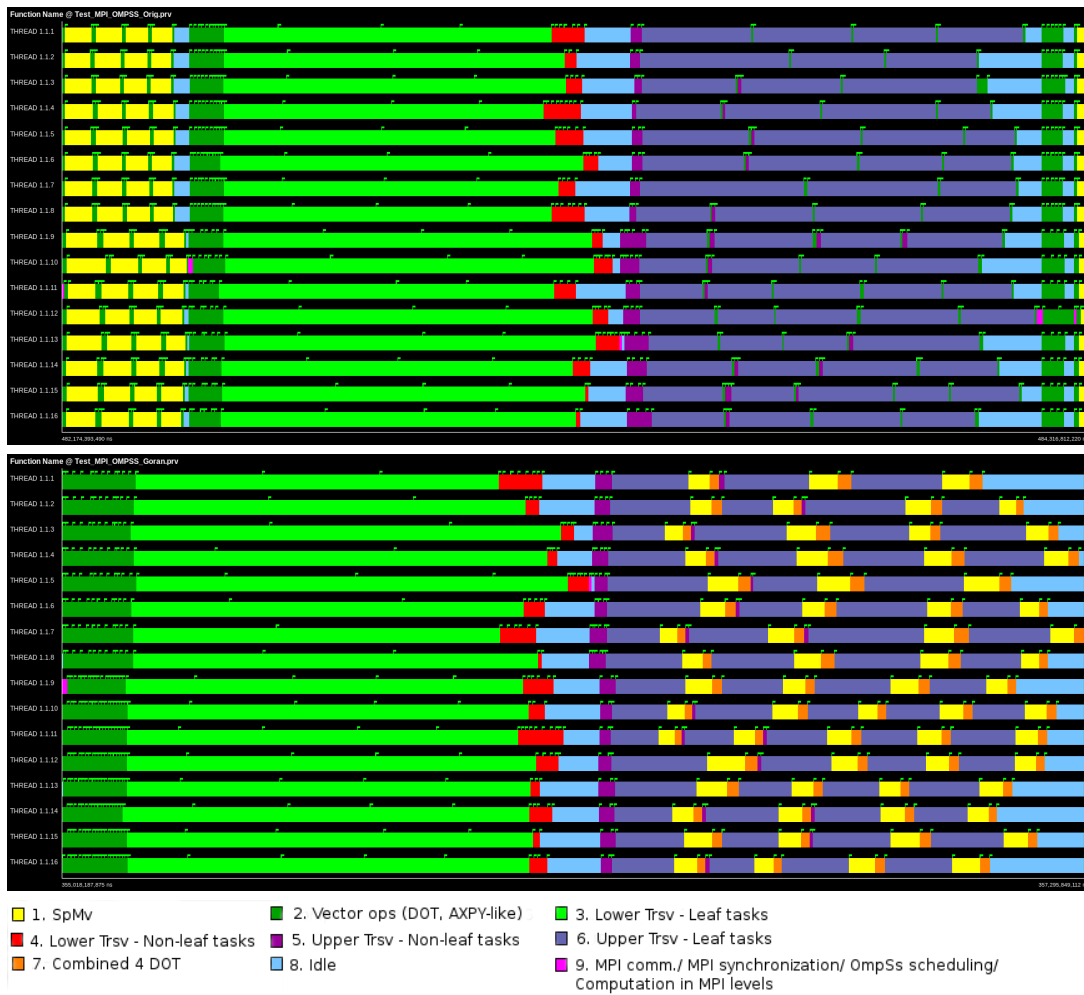 Function Name @ Test_MPI_OMPSS_Orig.prv
THREAD 1.1.1
THREAD 1.1.2
THREAD 1.1.3
THREAD 1.1.4
THREAD 1.1.5
THREAD 1.1.6
THREAD 1.1.7
THREAD 1.1.8
THREAD 1.1.9
THREAD 1.1.10
THREAD 1.1.11
THREAD 1.1.12
THREAD 1.1.13
THREAD 1.1.14
THREAD 1.1.15
THREAD 1.1.16
482,174,393,490 ns 484,316,812,220
Function Name @ Test_MPI_OMPSS_Goran.prv
THREAD 1.1.1
THREAD 1.1.2
THREAD 1.1.3
THREAD 1.1.4
THREAD 1.1.5
THREAD 1.1.6
THREAD 1.1.7
THREAD 1.1.8
THREAD 1.1.9
THREAD 1.1.10
THREAD 1.1.11
THREAD 1.1.12
THREAD 1.1.13
THREAD 1.1.14
THREAD 1.1.15
THREAD 1.1.16
355,018,187,875 ns 357,295,849,112
1. SpMv 2. Vector ops (DOT, AXPY-like) 3. Lower Trsv - Leaf tasks
4. Lower Trsv - Non-leaf tasks 5. Upper Trsv - Non-leaf tasks 6. Upper Trsv - Leaf tasks
7. Combined 4 DOT 8. Idle 9. MPI comm./ MPI synchronization/ OmpSs scheduling/
Computation in MPI levels